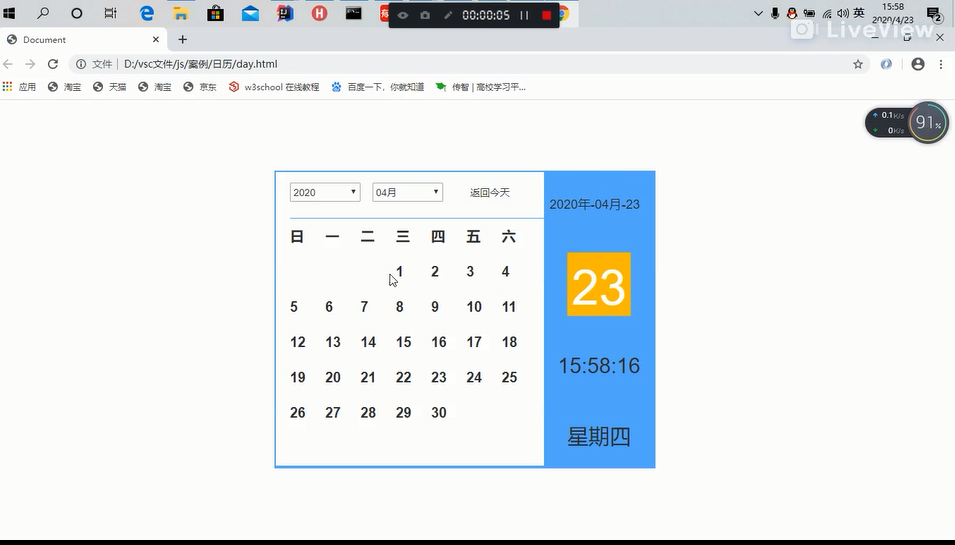 00:00:05
15:58
英
2020/4/23
2
LiveView
Document
文件 D:/vsc文件/js/案例/日历/day.html
应用 淘宝 天猫 淘宝 京东 w3school 在线教程 百度一下，你就知道 传智 | 高校学习平...
0.1K/s
0K/s
91%
2020 04月 返回今天
日 一 二 三 四 五 六
1 2 3 4
5 6 7 8 9 10 11
12 13 14 15 16 17 18
19 20 21 22 23 24 25
26 27 28 29 30
2020年-04月-23
23
15:58:16
星期四